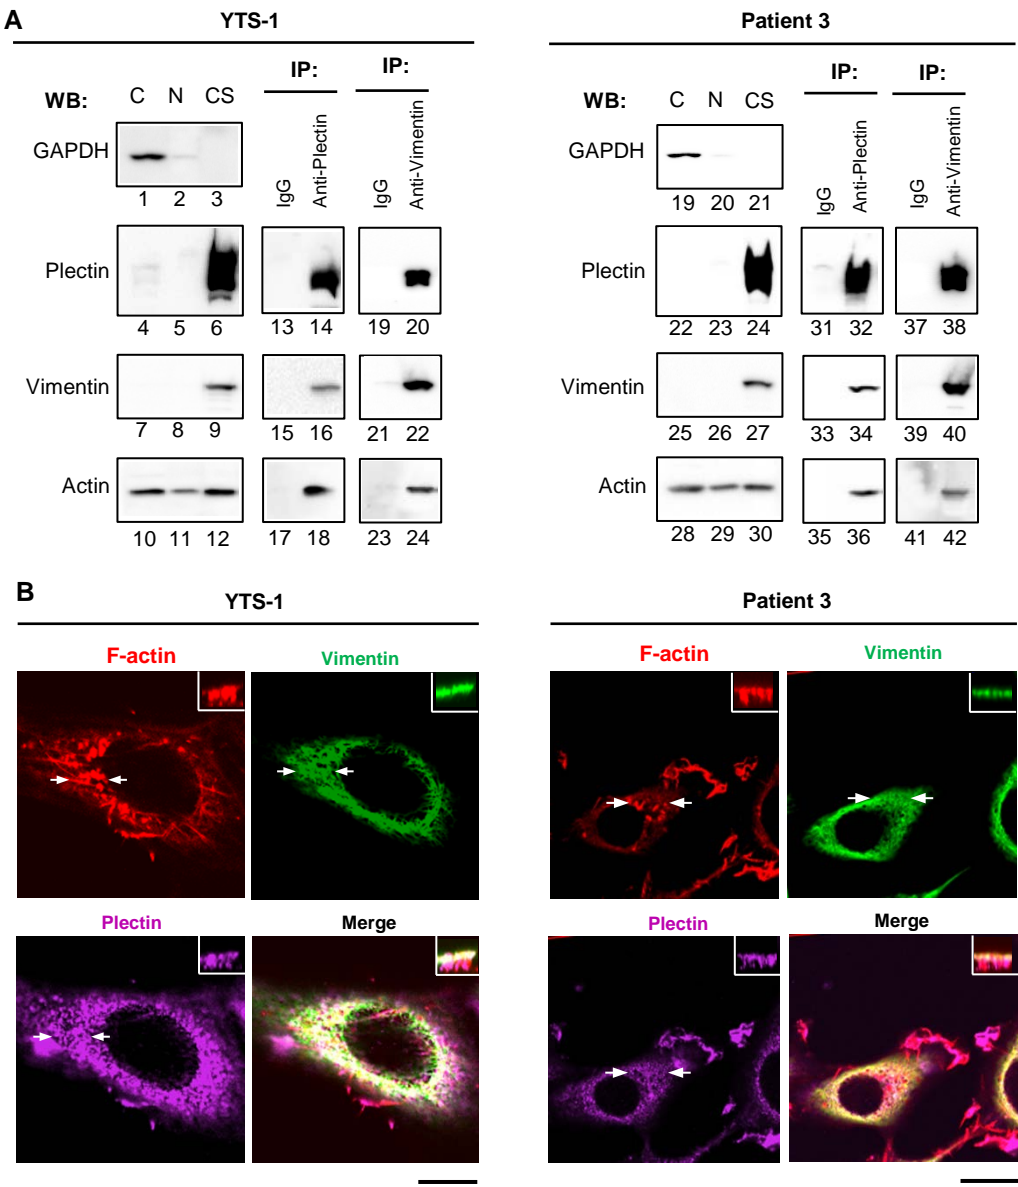 A
YTS-1
Patient 3
IP:
IP:
IP:
IP:
WB:
C
N
CS
IgG
Anti-Plectin
IgG
Anti-Vimentin
WB:
C
N
CS
IgG
Anti-Plectin
IgG
Anti-Vimentin
GAPDH
1 2 3
GAPDH
19 20 21
Plectin
4 5 6
13 14
19 20
Plectin
22 23 24
31 32
37 38
Vimentin
7 8 9
15 16
21 22
Vimentin
25 26 27
33 34
39 40
Actin
10 11 12
17 18
23 24
Actin
28 29 30
35 36
41 42
B
YTS-1
Patient 3
F-actin
Vimentin
F-actin
Vimentin
Plectin
Merge
Plectin
Merge